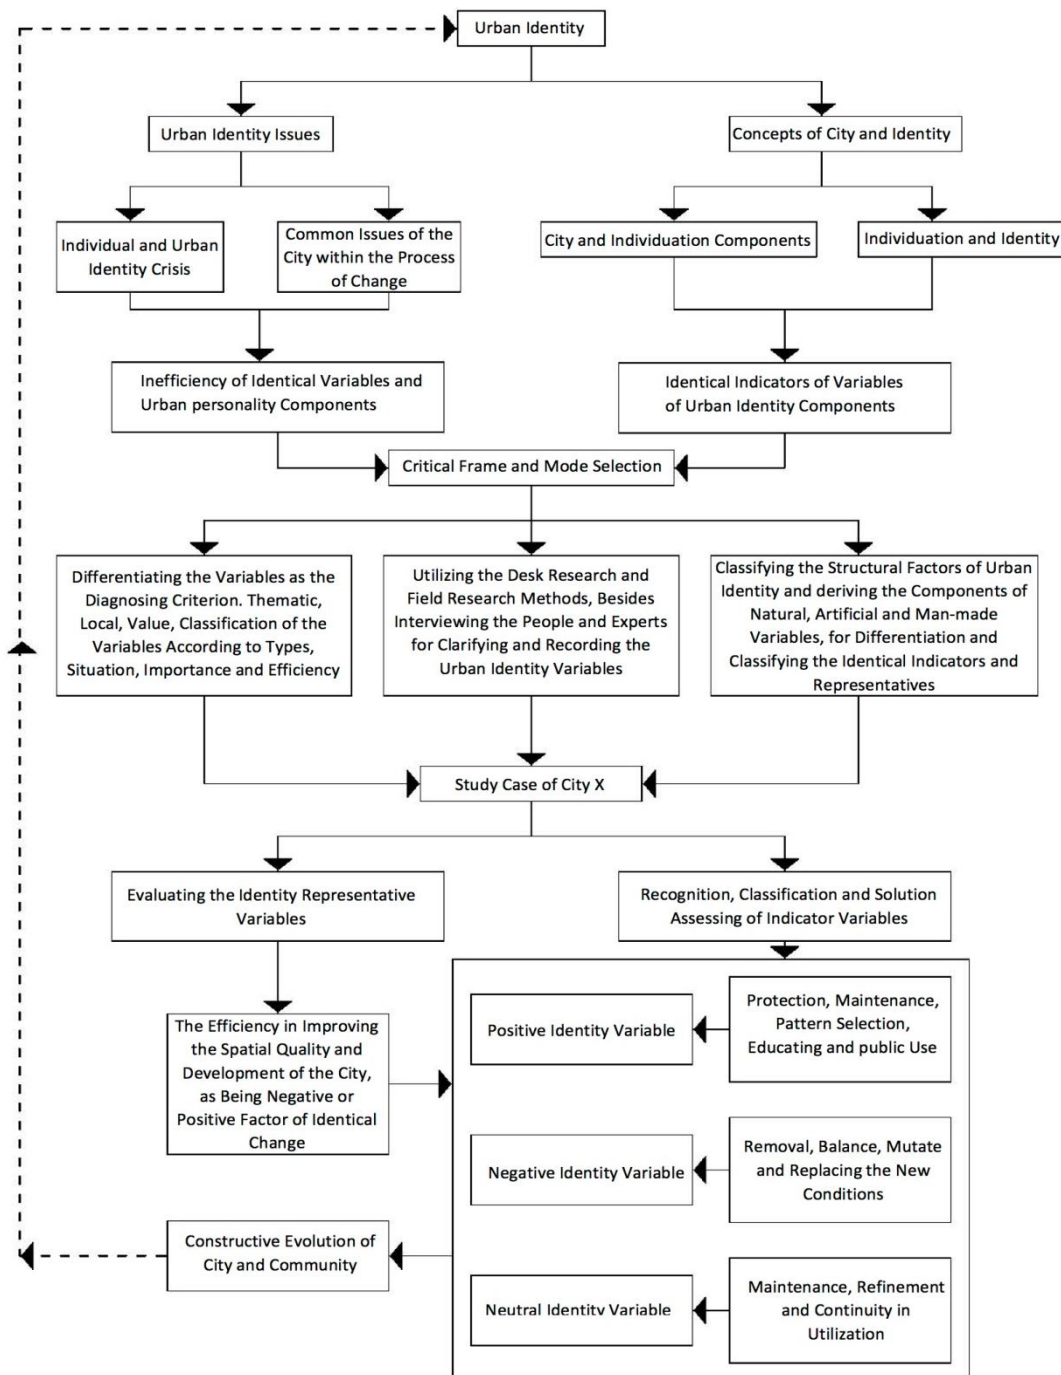 Urban Identity
Urban Identity Issues
Concepts of City and Identity
Individual and Urban
Identity Crisis
Common Issues of the
City within the Process
of Change
City and Individuation Components
Individuation and Identity
Inefficiency of Identical Variables and
Urban personality Components
Identical Indicators of Variables
of Urban Identity Components
Critical Frame and Mode Selection
Differentiating the Variables as the
Diagnosing Criterion. Thematic,
Local, Value, Classification of the
Variables According to Types,
Situation, Importance and Efficiency
Utilizing the Desk Research and
Field Research Methods, Besides
Interviewing the People and Experts
for Clarifying and Recording the
Urban Identity Variables
Classifying the Structural Factors of Urban
Identity and deriving the Components of
Natural, Artificial and Man-made
Variables, for Differentiation and
Classifying the Identical Indicators and
Representatives
Study Case of City X
Evaluating the Identity Representative
Variables
Recognition, Classification and Solution
Assessing of Indicator Variables
The Efficiency in Improving
the Spatial Quality and
Development of the City,
as Being Negative or
Positive Factor of Identical
Change
Positive Identity Variable
Protection, Maintenance,
Pattern Selection,
Educating and public Use
Negative Identity Variable
Removal, Balance, Mutate
and Replacing the New
Conditions
Constructive Evolution of
City and Community
Neutral Identity Variable
Maintenance, Refinement
and Continuity in
Utilization